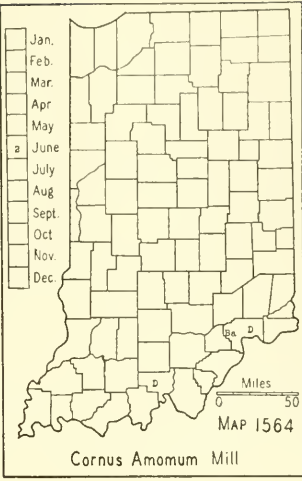 Jan.
Feb.
Mar.
Apr
May
2 June
July
Aug
Sept.
Oct
Nov.
Dec.
Ba D
D
Miles
0 50
MAP 1564
Cornus Amomum Mill